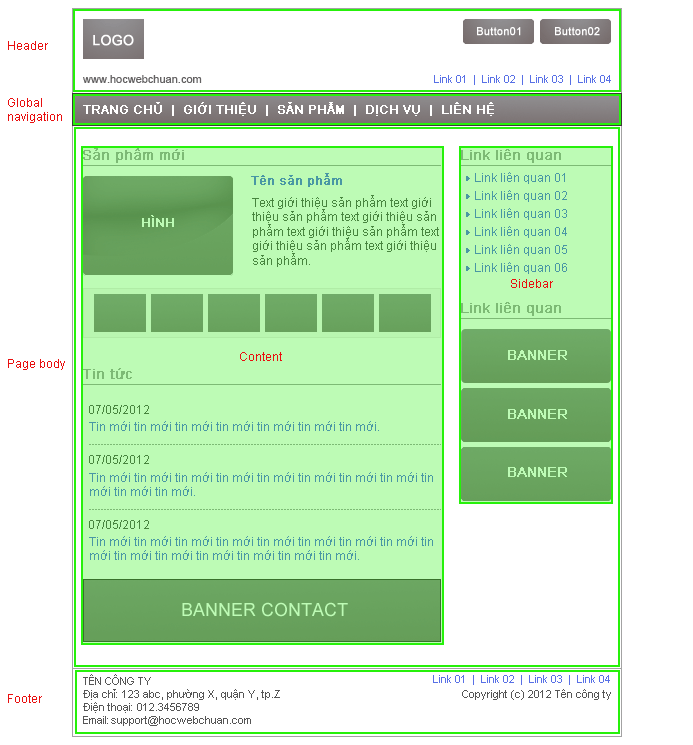 Header
LOGO
Button01
Button02
www.hocwebchuan.com
Link 01 | Link 02 | Link 03 | Link 04
Global
navigation
TRANG CHỦ | GIỚI THIỆU | SẢN PHẨM | DỊCH VỤ | LIÊN HỆ
Sản phẩm mới
HÌNH
Tên sản phẩm
Text giới thiệu sản phẩm text giới
thiệu sản phẩm text giới thiệu sản
phẩm text giới thiệu sản phẩm text
giới thiệu sản phẩm text giới thiệu
sản phẩm.
Link liên quan
Link liên quan 01
Link liên quan 02
Link liên quan 03
Link liên quan 04
Link liên quan 05
Link liên quan 06
Sidebar
Link liên quan
BANNER
BANNER
BANNER
Page body
Content
Tin tức
07/05/2012
Tin mới tin mới tin mới tin mới tin mới tin mới tin mới.
07/05/2012
Tin mới tin mới tin mới tin mới tin mới tin mới tin mới tin
mới tin mới tin mới.
07/05/2012
Tin mới tin mới tin mới tin mới tin mới tin mới tin mới tin
mới tin mới tin mới tin mới tin mới tin mới tin mới.
BANNER CONTACT
Footer
TÊN CÔNG TY
Địa chỉ: 123 abc, phường X, quận Y, tp.Z
Điện thoại: 012.3456789
Email: support@hocwebchuan.com
Link 01 | Link 02 | Link 03 | Link 04
Copyright (c) 2012 Tên công ty